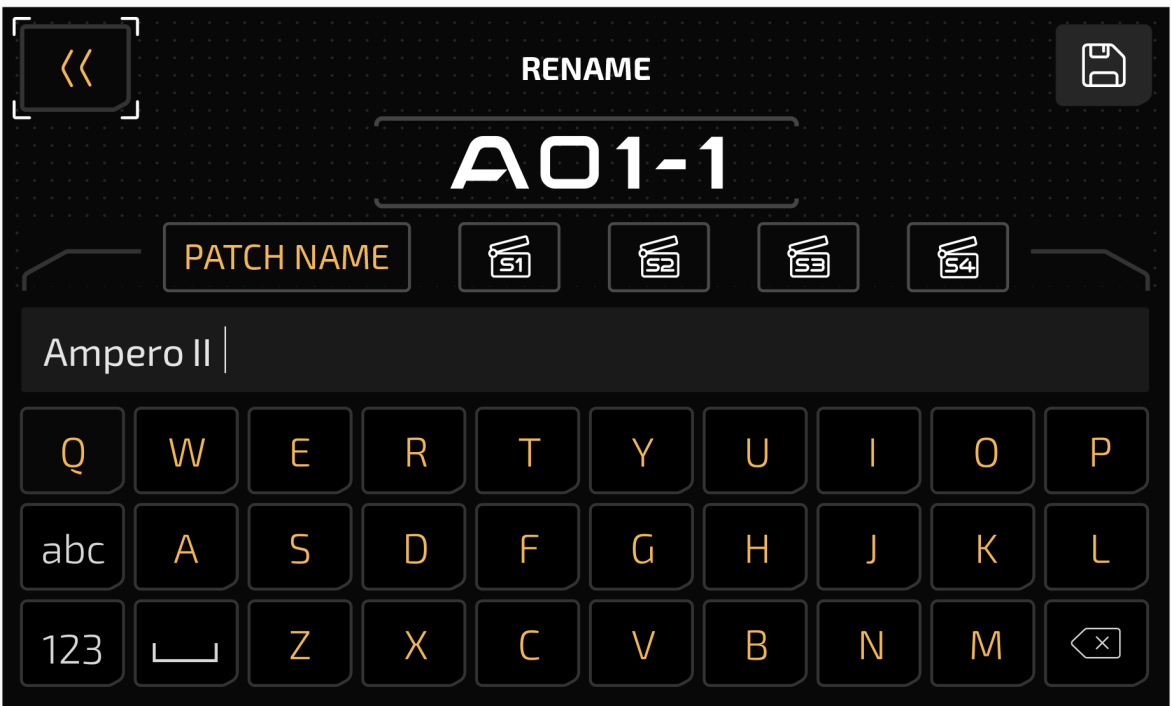 RENAME
A01-1
PATCH NAME S1 S2 S3 S4
Ampero II
Q W E R T Y U I O P
abc A S D F G H J K L
123 Z X C V B N M